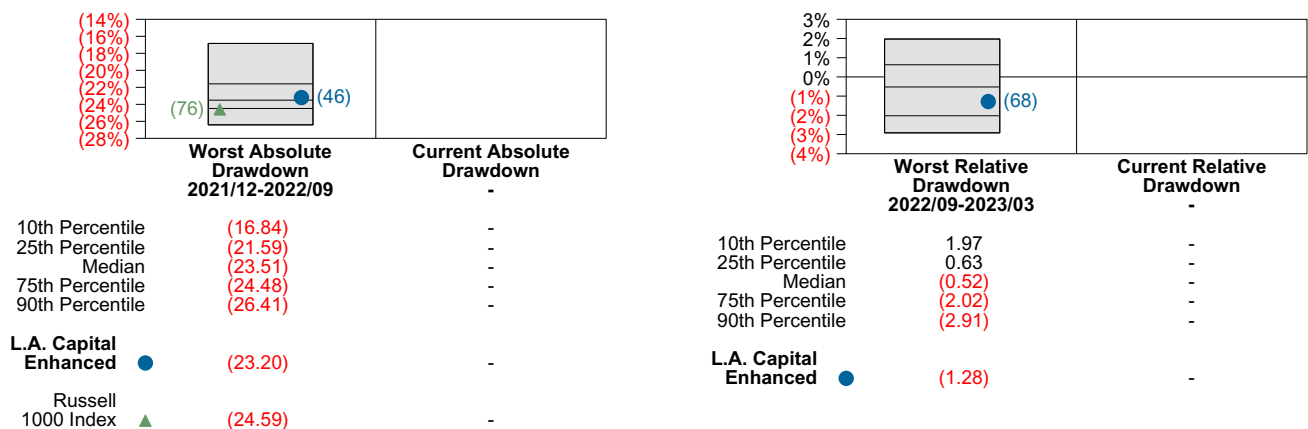 (14%)
(16%)
(18%)
(20%)
(22%)
(24%)
(26%)
(28%)
(76)
(46)
Worst Absolute
Drawdown
2021/12-2022/09
Current Absolute
Drawdown
-
10th Percentile (16.84) -
25th Percentile (21.59) -
Median (23.51) -
75th Percentile (24.48) -
90th Percentile (26.41) -
L.A. Capital
Enhanced (23.20) -
Russell
1000 Index (24.59) -
3%
2%
1%
0%
(1%)
(2%)
(3%)
(4%)
(68)
Worst Relative
Drawdown
2022/09-2023/03
Current Relative
Drawdown
-
10th Percentile 1.97 -
25th Percentile 0.63 -
Median (0.52) -
75th Percentile (2.02) -
90th Percentile (2.91) -
L.A. Capital
Enhanced (1.28) -